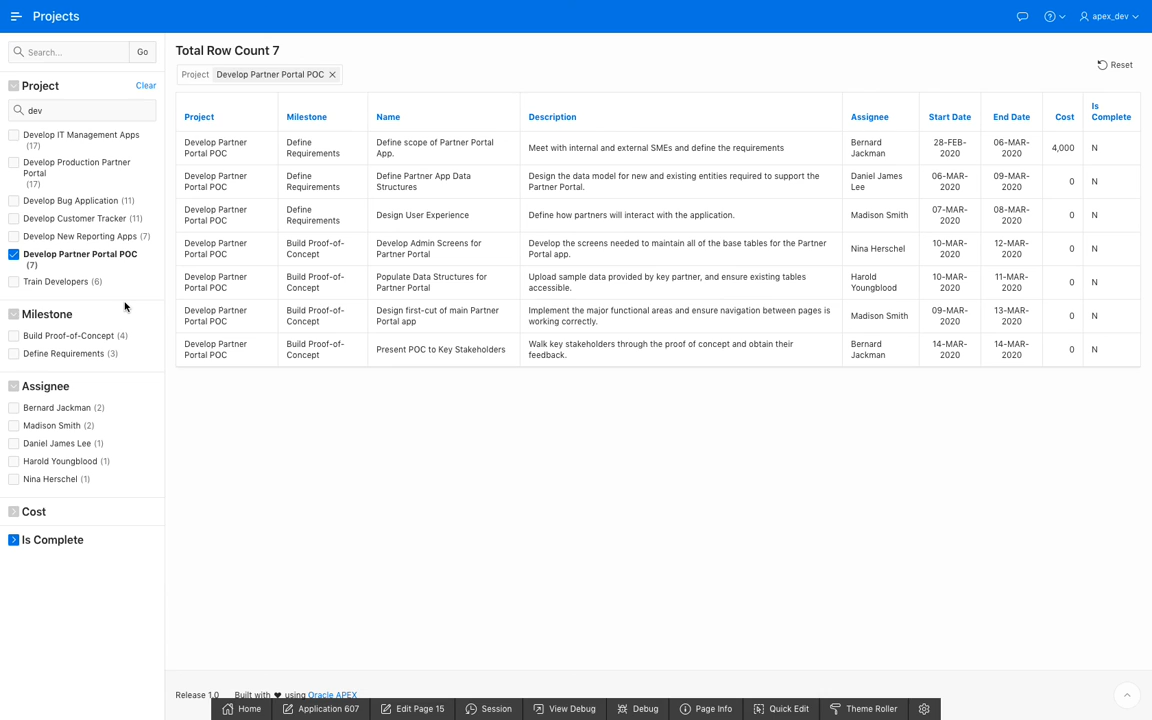 Projects
apex_dev
Search...
Go
Project
Clear
dev
Develop IT Management Apps
(17)
Develop Production Partner
Portal
(17)
Develop Bug Application (11)
Develop Customer Tracker (11)
Develop New Reporting Apps (7)
Develop Partner Portal POC
(7)
Train Developers (6)
Milestone
Build Proof-of-Concept (4)
Define Requirements (3)
Assignee
Bernard Jackman (2)
Madison Smith (2)
Daniel James Lee (1)
Harold Youngblood (1)
Nina Herschel (1)
Cost
Is Complete
Total Row Count 7
Project Develop Partner Portal POC
Reset
Project Milestone Name Description Assignee Start Date End Date Cost Is
Complete
Develop Partner Define Define scope of Partner Portal Meet with internal and external SMEs and define the requirements Bernard 28-FEB- 06-MAR- 4,000 N
Portal POC Requirements App. Jackman 2020 2020
Develop Partner Define Define Partner App Data Design the data model for new and existing entities required to support the Daniel James 06-MAR- 09-MAR- 0 N
Portal POC Requirements Structures Partner Portal. Lee 2020 2020
Develop Partner Define Design User Experience Define how partners will interact with the application. Madison Smith 07-MAR- 08-MAR- 0 N
Portal POC Requirements 2020 2020
Develop Partner Build Proof-of- Develop Admin Screens for Develop the screens needed to maintain all of the base tables for the Partner Nina Herschel 10-MAR- 12-MAR- 0 N
Portal POC Concept Partner Portal Portal app. 2020 2020
Develop Partner Build Proof-of- Populate Data Structures for Upload sample data provided by key partner, and ensure existing tables Harold 10-MAR- 11-MAR- 0 N
Portal POC Concept Partner Portal accessible. Youngblood 2020 2020
Develop Partner Build Proof-of- Design first-cut of main Partner Implement the major functional areas and ensure navigation between pages is Madison Smith 09-MAR- 13-MAR- 0 N
Portal POC Concept Portal app working correctly. 2020 2020
Develop Partner Build Proof-of- Present POC to Key Stakeholders Walk key stakeholders through the proof of concept and obtain their Bernard 14-MAR- 14-MAR- 0 N
Portal POC Concept feedback. Jackman 2020 2020
Release 1.0 Built with ♥ using Oracle APEX
Home Application 607 Edit Page 15 Session View Debug Debug Page Info Quick Edit Theme Roller